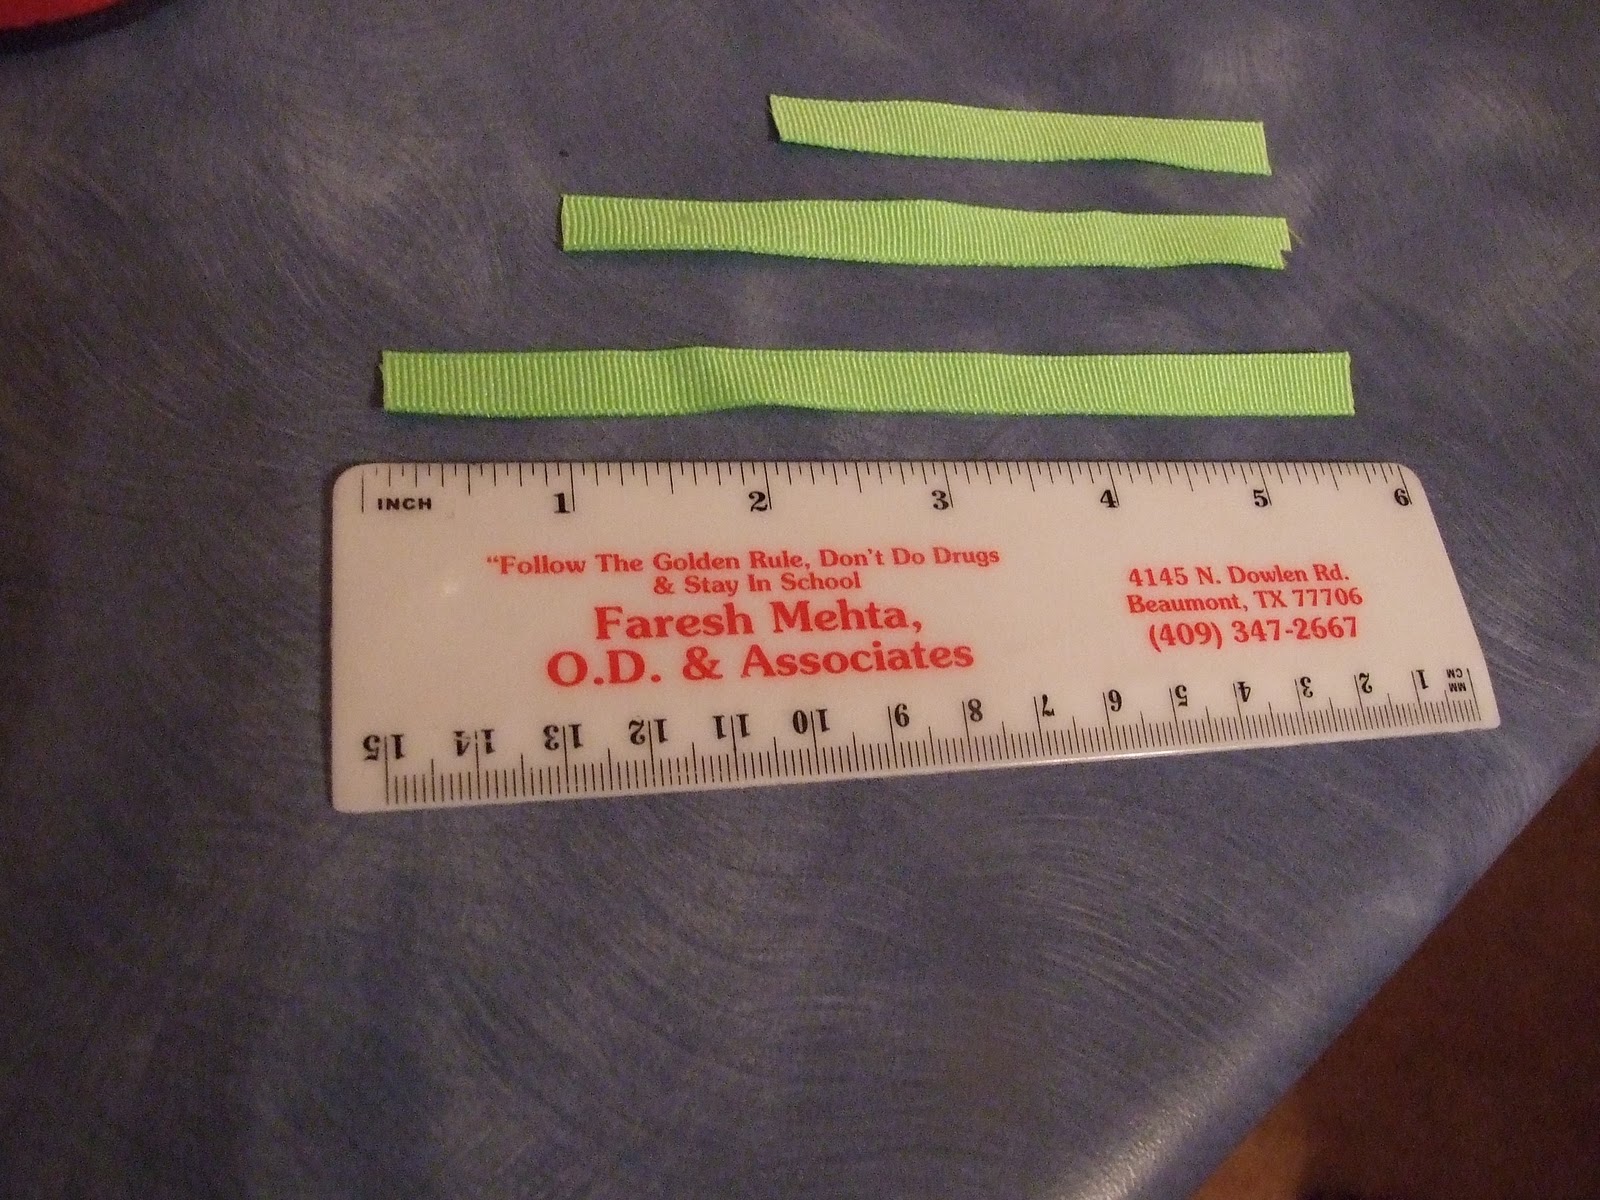 INCH 1 2 3 4 5 6
“Follow The Golden Rule, Don't Do Drugs
& Stay In School
Faresh Mehta,
O.D. & Associates
4145 N. Dowlen Rd.
Beaumont, TX 77706
(409) 347-2667
15 14 13 12 11 10 9 8 7 6 5 4 3 2 1 MM
CM